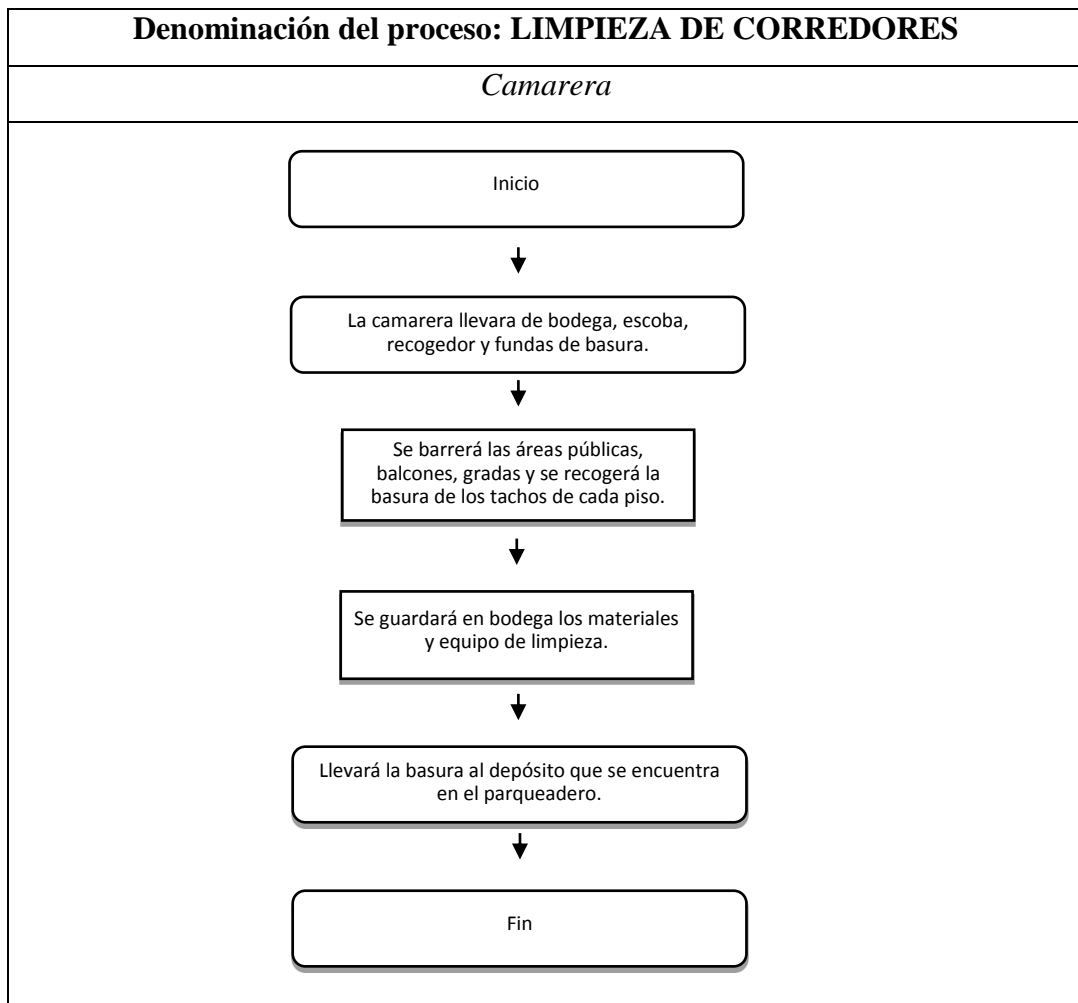 Denominación del proceso: LIMPIEZA DE CORREDORES
Camarera
Inicio
La camarera llevara de bodega, escoba,
recogedor y fundas de basura.
Se barrerá las áreas públicas,
balcones, gradas y se recogerá la
basura de los tachos de cada piso.
Se guardará en bodega los materiales
y equipo de limpieza.
Llevará la basura al depósito que se encuentra
en el parqueadero.
Fin